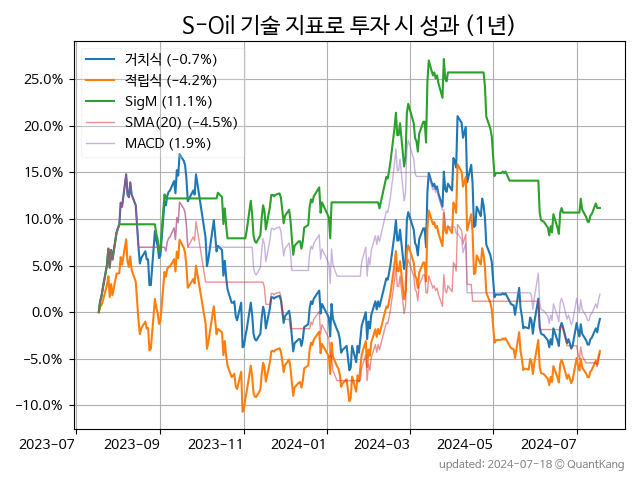 S-Oil 기술 지표로 투자 시 성과 (1년)
거치식 (−0.7%)
적립식 (−4.2%)
SigM (11.1%)
SMA(20) (−4.5%)
MACD (1.9%)
25.0%
20.0%
15.0%
10.0%
5.0%
0.0%
−5.0%
−10.0%
2023-07 2023-09 2023-11 2024-01 2024-03 2024-05 2024-07
updated: 2024-07-18 © QuantKang